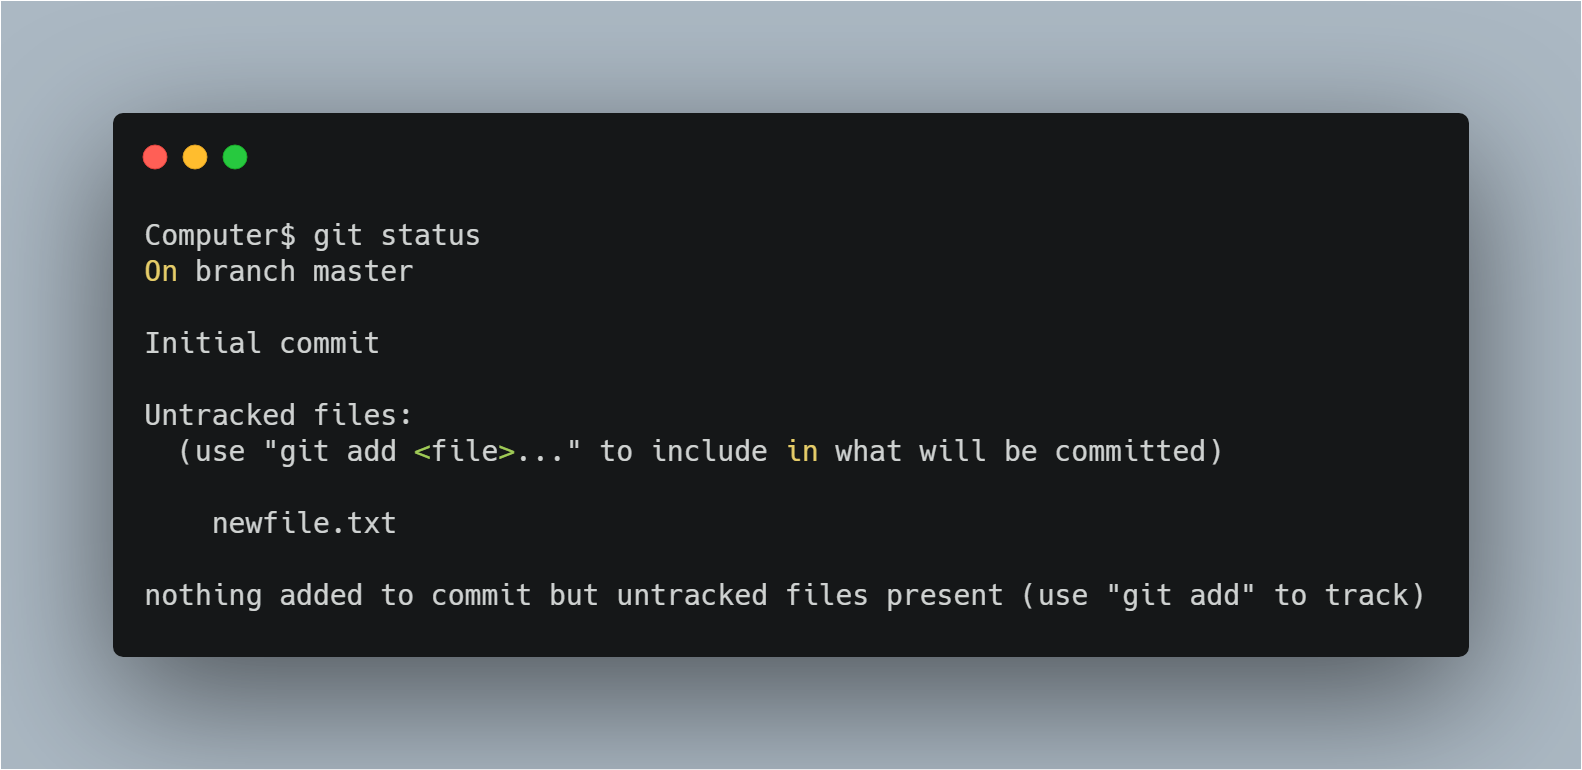 Computer$ git status
On branch master
Initial commit
Untracked files:
(use "git add <file>..." to include in what will be committed)
newfile.txt
nothing added to commit but untracked files present (use "git add" to track)